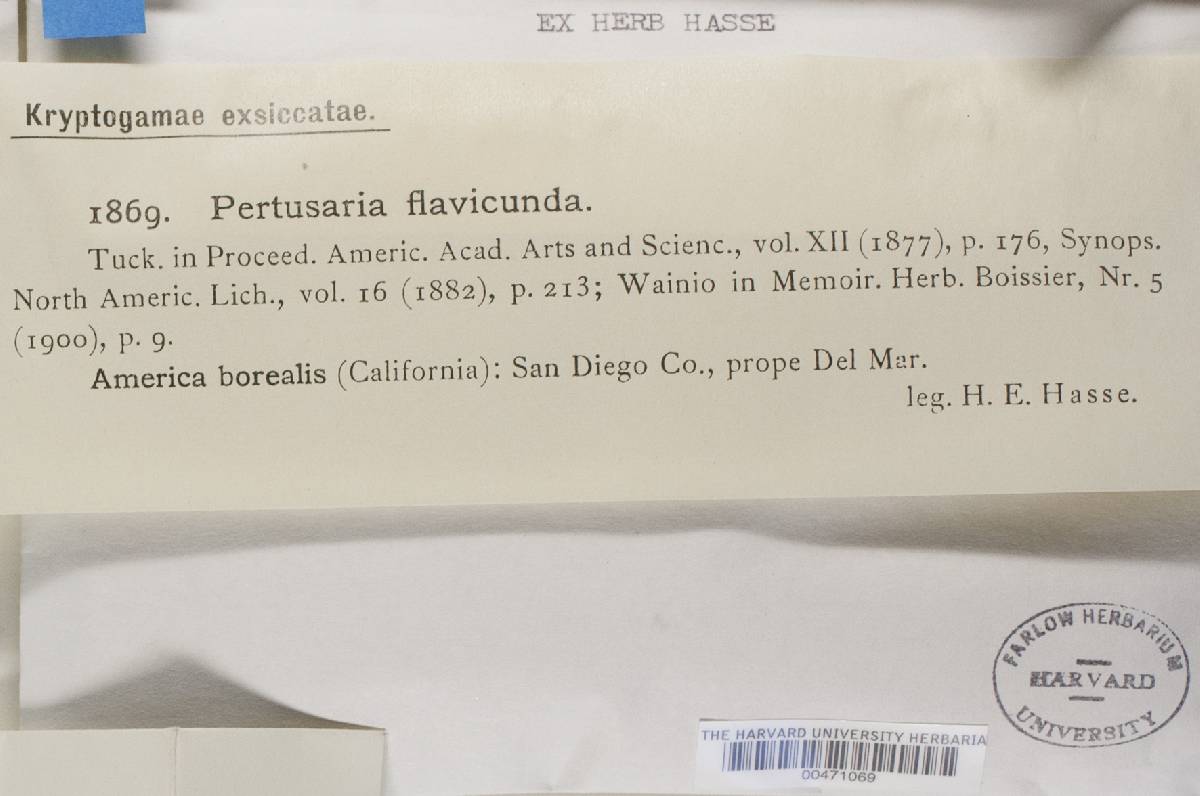 EX HERB HASSE
Kryptogamae exsiccatae.
1869. Pertusaria flavicunda.
Tuck. in Proceed. Americ. Acad. Arts and Scienc., vol. XII (1877), p. 176, Synops.
North Americ. Lich., vol. 16 (1882), p. 213; Wainio in Memoir. Herb. Boissier, Nr. 5
(1900), p. 9.
America borealis (California): San Diego Co., prope Del Mar.
leg. H. E. Hasse.
FARLOW HERBARIUM
HARVARD
UNIVERSITY
THE HARVARD UNIVERSITY HERBARIA
00471069